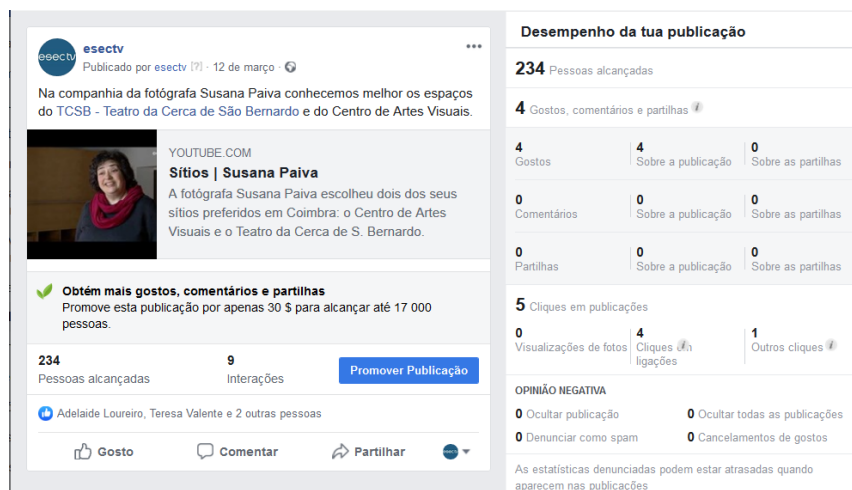 esectv
esectv
Publicado por esectv [?] · 12 de março ·
Na companhia da fotógrafa Susana Paiva conhecemos melhor os espaços
do TCSB - Teatro da Cerca de São Bernardo e do Centro de Artes Visuais.
YOUTUBE.COM
Sítios | Susana Paiva
A fotógrafa Susana Paiva escolheu dois dos seus
sítios preferidos em Coimbra: o Centro de Artes
Visuais e o Teatro da Cerca de S. Bernardo.
Obtém mais gostos, comentários e partilhas
Promove esta publicação por apenas 30 $ para alcançar até 17 000
pessoas.
234
Pessoas alcançadas
9
Interações
Promover Publicação
Adelaide Loureiro, Teresa Valente e 2 outras pessoas
Gosto
Comentar
Partilhar
esectv
Desempenho da tua publicação
234 Pessoas alcançadas
4 Gostos, comentários e partilhas i
4
Gostos
4
Sobre a publicação
0
Sobre as partilhas
0
Comentários
0
Sobre a publicação
0
Sobre as partilhas
0
Partilhas
0
Sobre a publicação
0
Sobre as partilhas
5 Cliques em publicações
0
Visualizações de fotos
4
Cliques em i
ligações
1
Outros cliques i
OPINIÃO NEGATIVA
0 Ocultar publicação
0 Ocultar todas as publicações
0 Denunciar como spam
0 Cancelamentos de gostos
As estatísticas denunciadas podem estar atrasadas quando
aparecem nas publicações